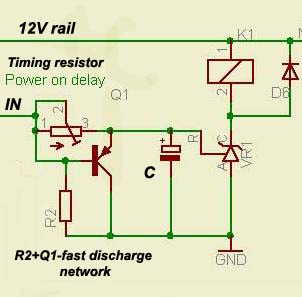 12V rail
K1
1
2
Timing resistor
Power on delay
D6
IN
2
1
3
Q1
R
A
C
VR1
+
C
R2
GND
R2+Q1-fast discharge
network